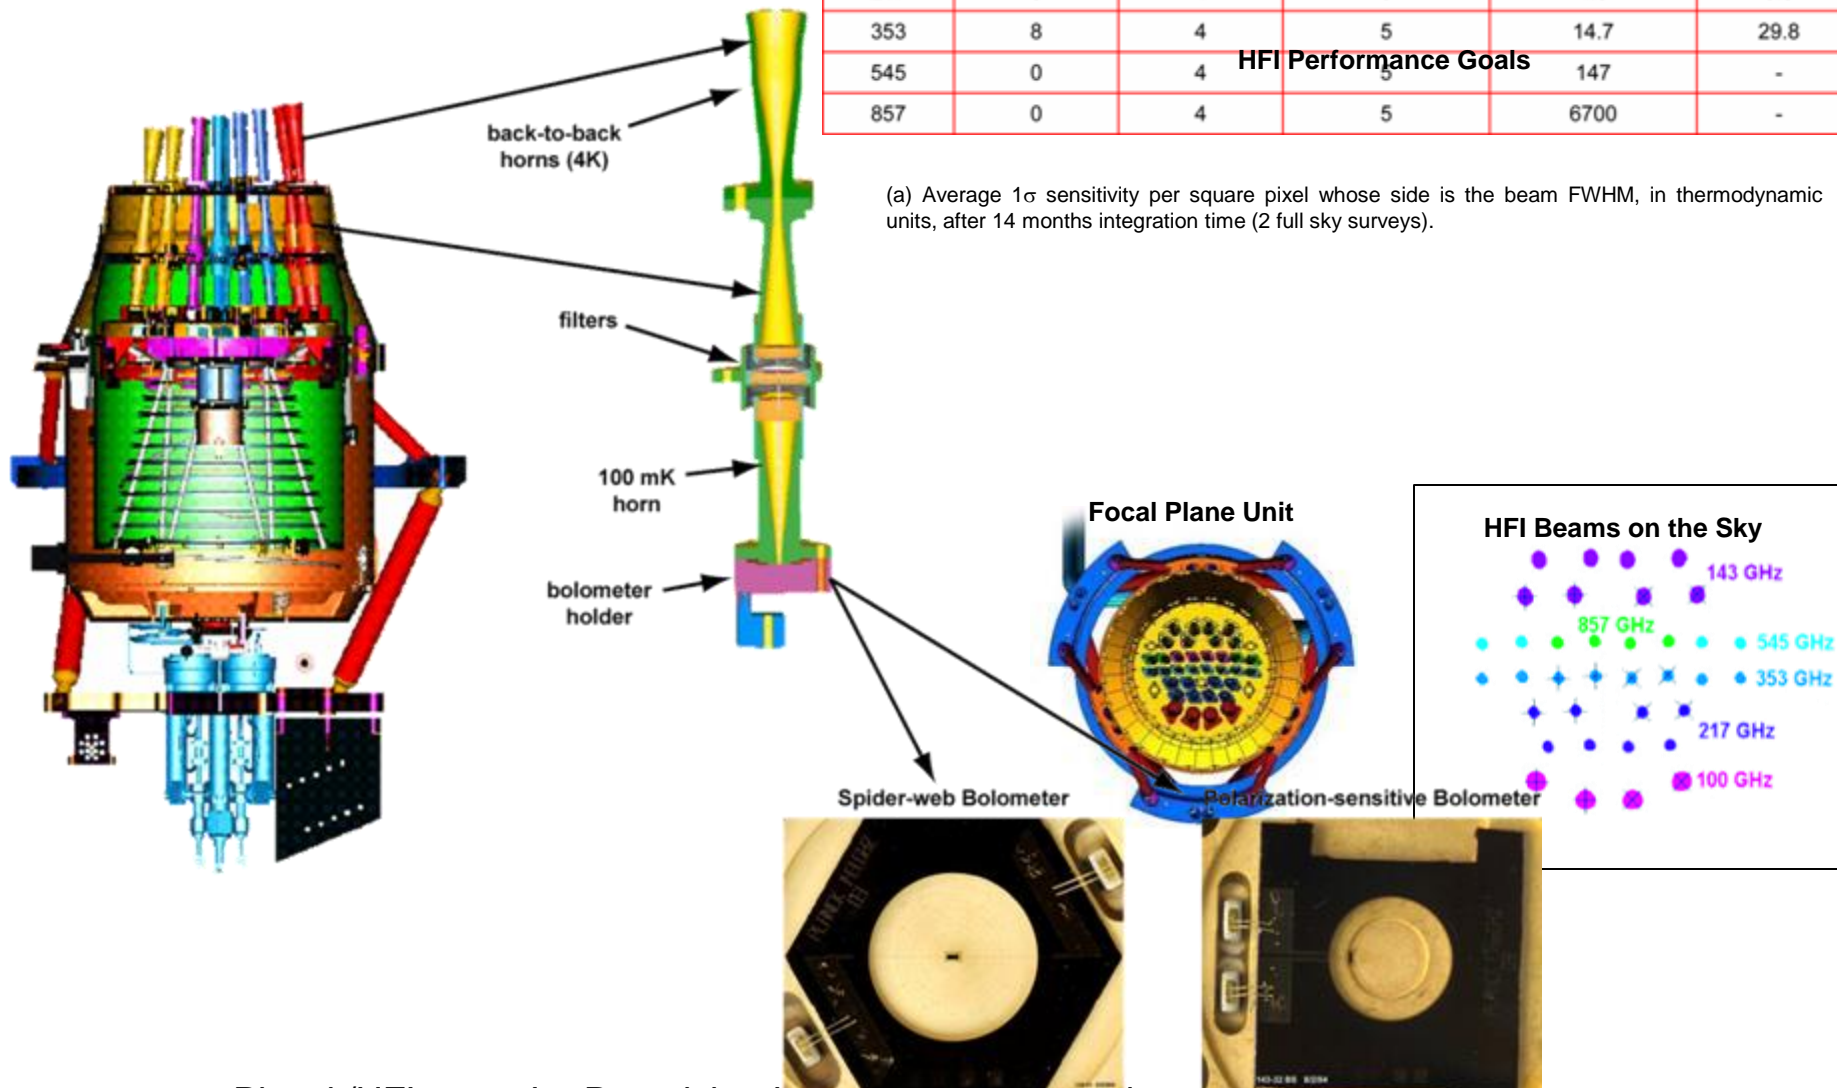 353 8 4 5 14.7 29.8
HFI Performance Goals
545 0 4 5 147 -
857 0 4 5 6700 -
(a) Average 1σ sensitivity per square pixel whose side is the beam FWHM, in thermodynamic
units, after 14 months integration time (2 full sky surveys).
back-to-back
horns (4K)
filters
100 mK
horn
bolometer
holder
Focal Plane Unit
HFI Beams on the Sky
143 GHz
857 GHz
545 GHz
353 GHz
217 GHz
100 GHz
Spider-web Bolometer
Polarization-sensitive Bolometer
PLANCK